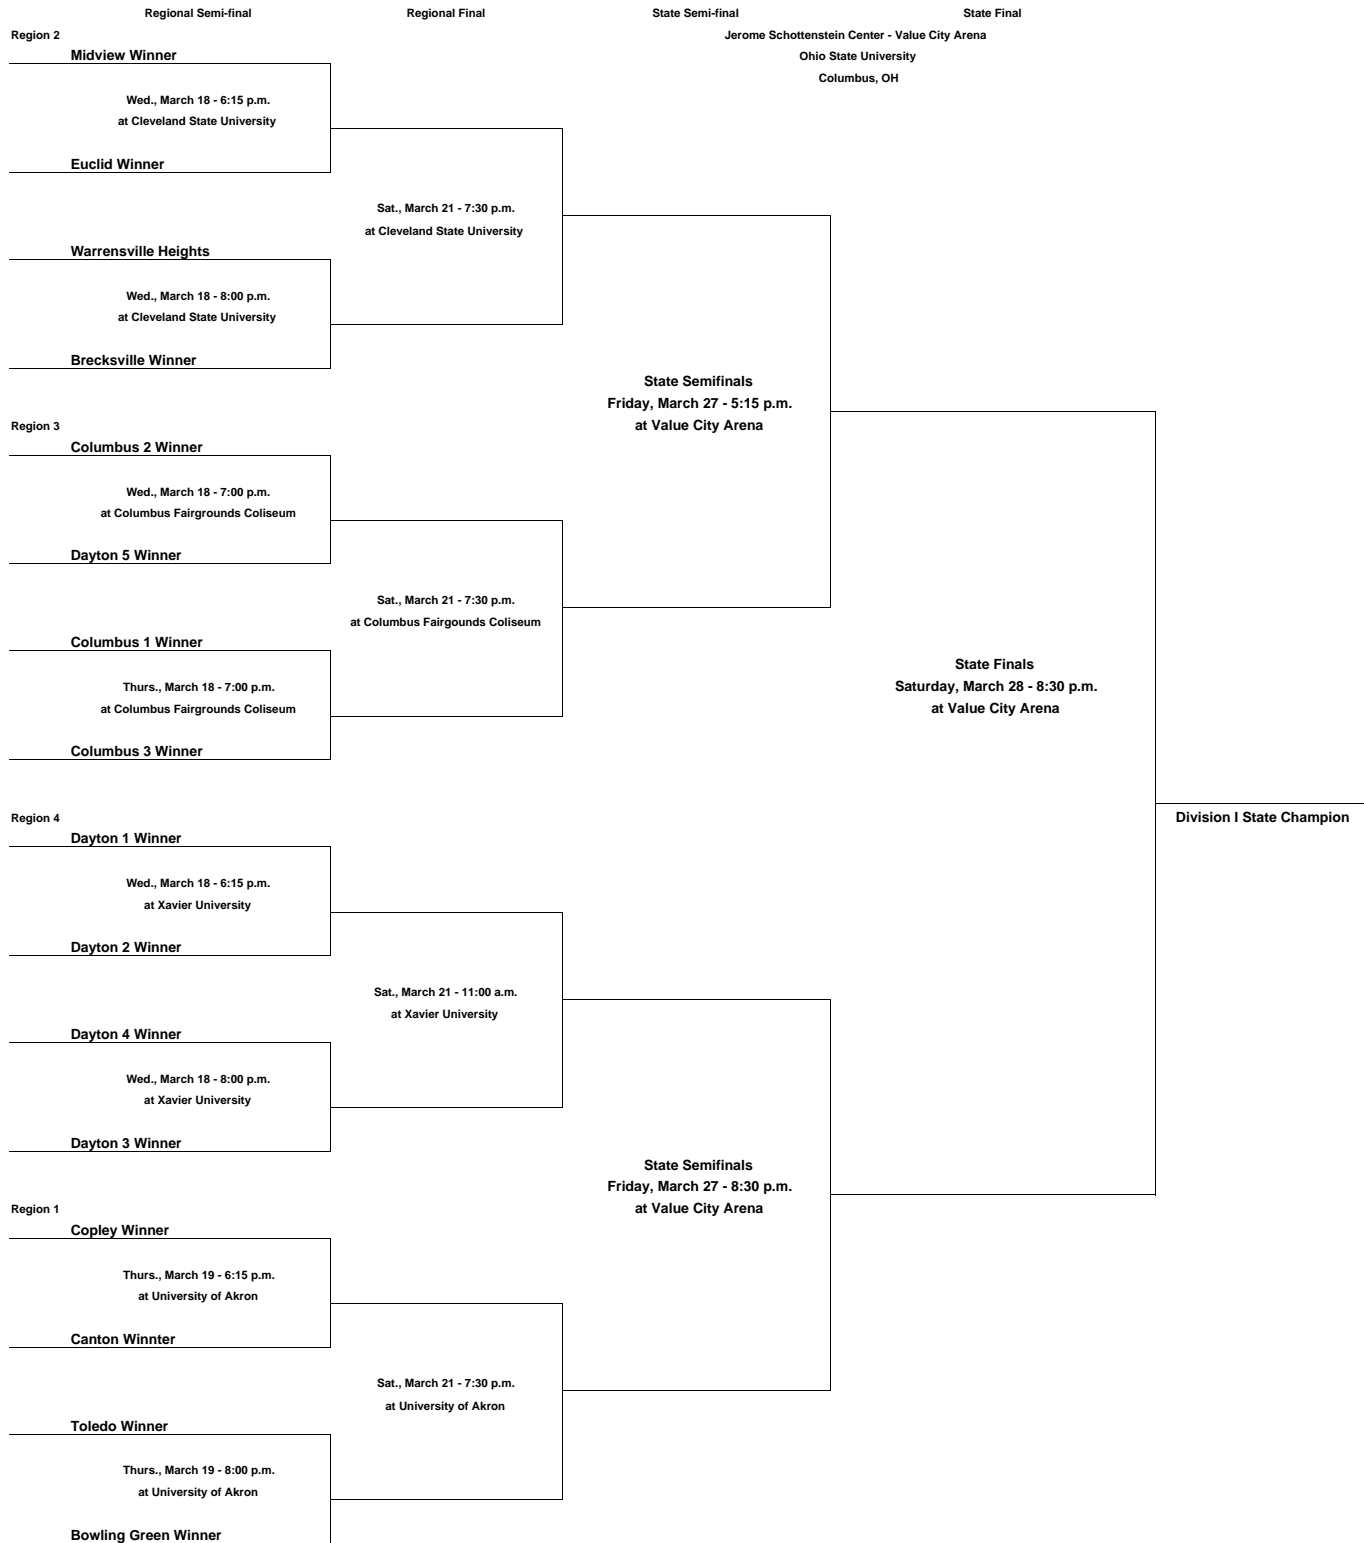 Regional Semi-final
Regional Final
State Semi-final
State Final
Jerome Schottenstein Center - Value City Arena
Ohio State University
Columbus, OH
Region 2
Midview Winner
Wed., March 18 - 6:15 p.m.
at Cleveland State University
Euclid Winner
Sat., March 21 - 7:30 p.m.
at Cleveland State University
Warrensville Heights
Wed., March 18 - 8:00 p.m.
at Cleveland State University
Brecksville Winner
State Semifinals
Friday, March 27 - 5:15 p.m.
at Value City Arena
Region 3
Columbus 2 Winner
Wed., March 18 - 7:00 p.m.
at Columbus Fairgrounds Coliseum
Dayton 5 Winner
Sat., March 21 - 7:30 p.m.
at Columbus Fairgounds Coliseum
Columbus 1 Winner
Thurs., March 18 - 7:00 p.m.
at Columbus Fairgrounds Coliseum
Columbus 3 Winner
State Finals
Saturday, March 28 - 8:30 p.m.
at Value City Arena
Division I State Champion
Region 4
Dayton 1 Winner
Wed., March 18 - 6:15 p.m.
at Xavier University
Dayton 2 Winner
Sat., March 21 - 11:00 a.m.
at Xavier University
Dayton 4 Winner
Wed., March 18 - 8:00 p.m.
at Xavier University
Dayton 3 Winner
State Semifinals
Friday, March 27 - 8:30 p.m.
at Value City Arena
Region 1
Copley Winner
Thurs., March 19 - 6:15 p.m.
at University of Akron
Canton Winnter
Sat., March 21 - 7:30 p.m.
at University of Akron
Toledo Winner
Thurs., March 19 - 8:00 p.m.
at University of Akron
Bowling Green Winner